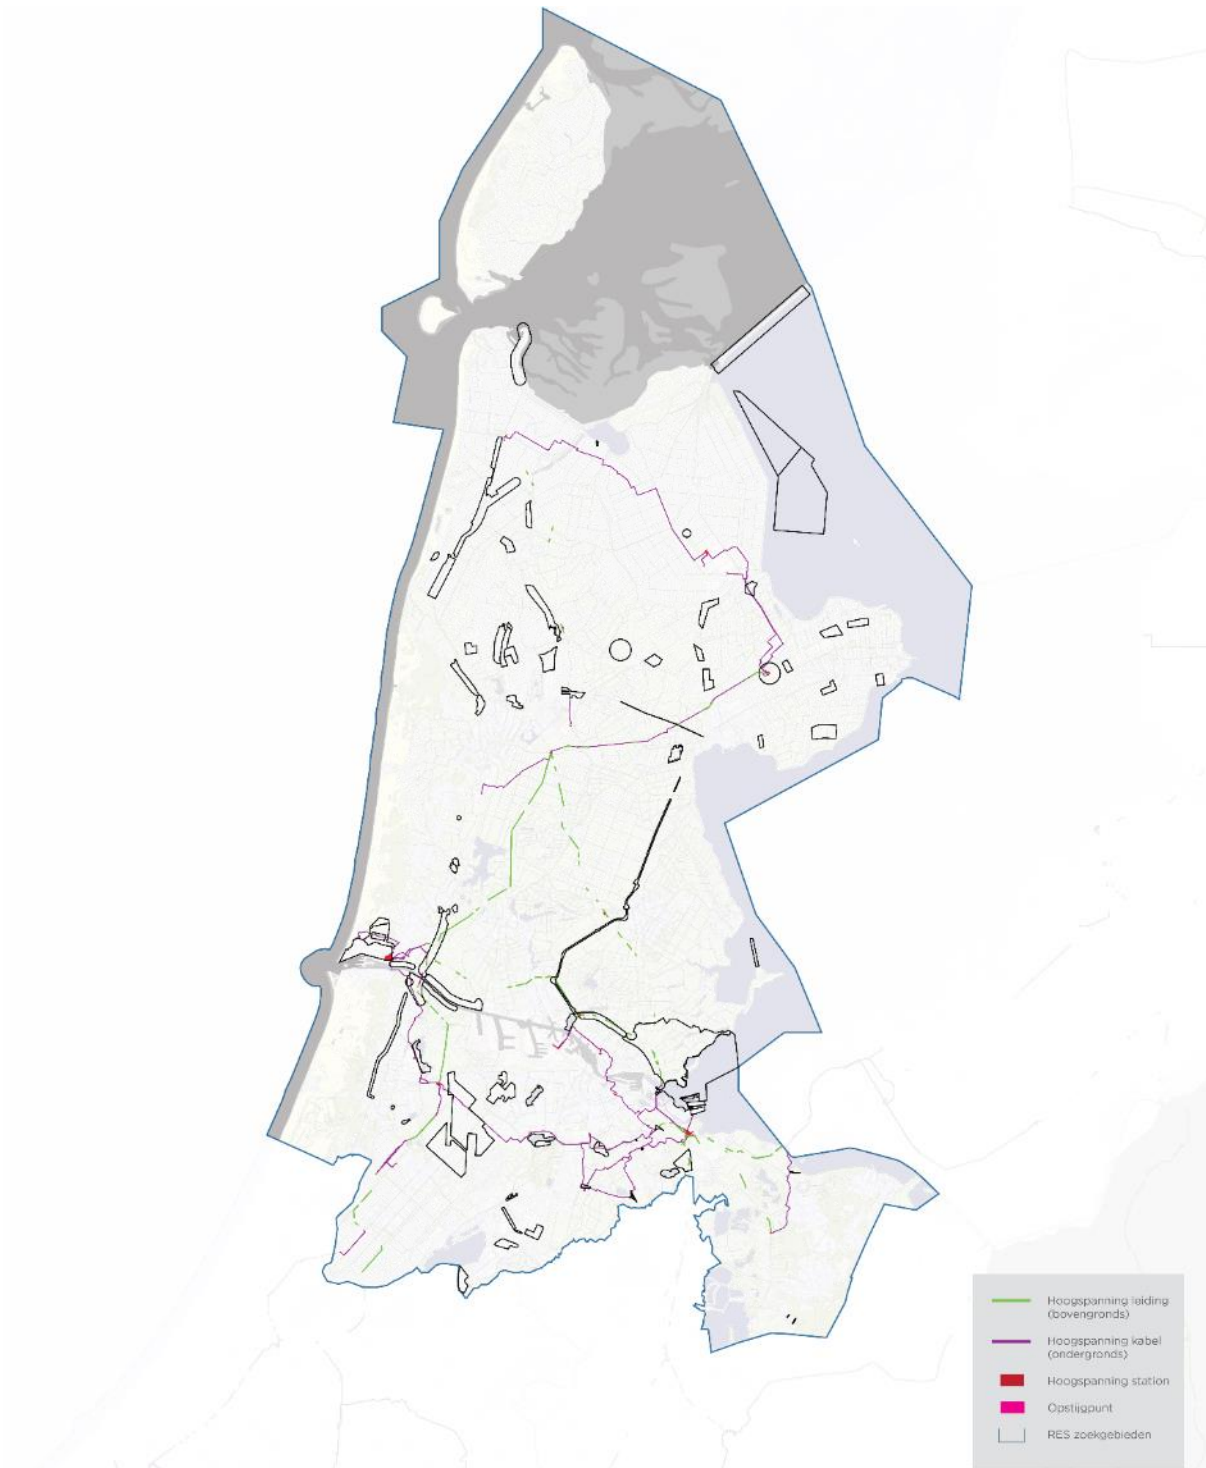 Hoogspanning leiding
(bovengronds)
Hoogspanning kabel
(ondergronds)
Hoogspanning station
Opstijgpunt
RES zoekgebieden